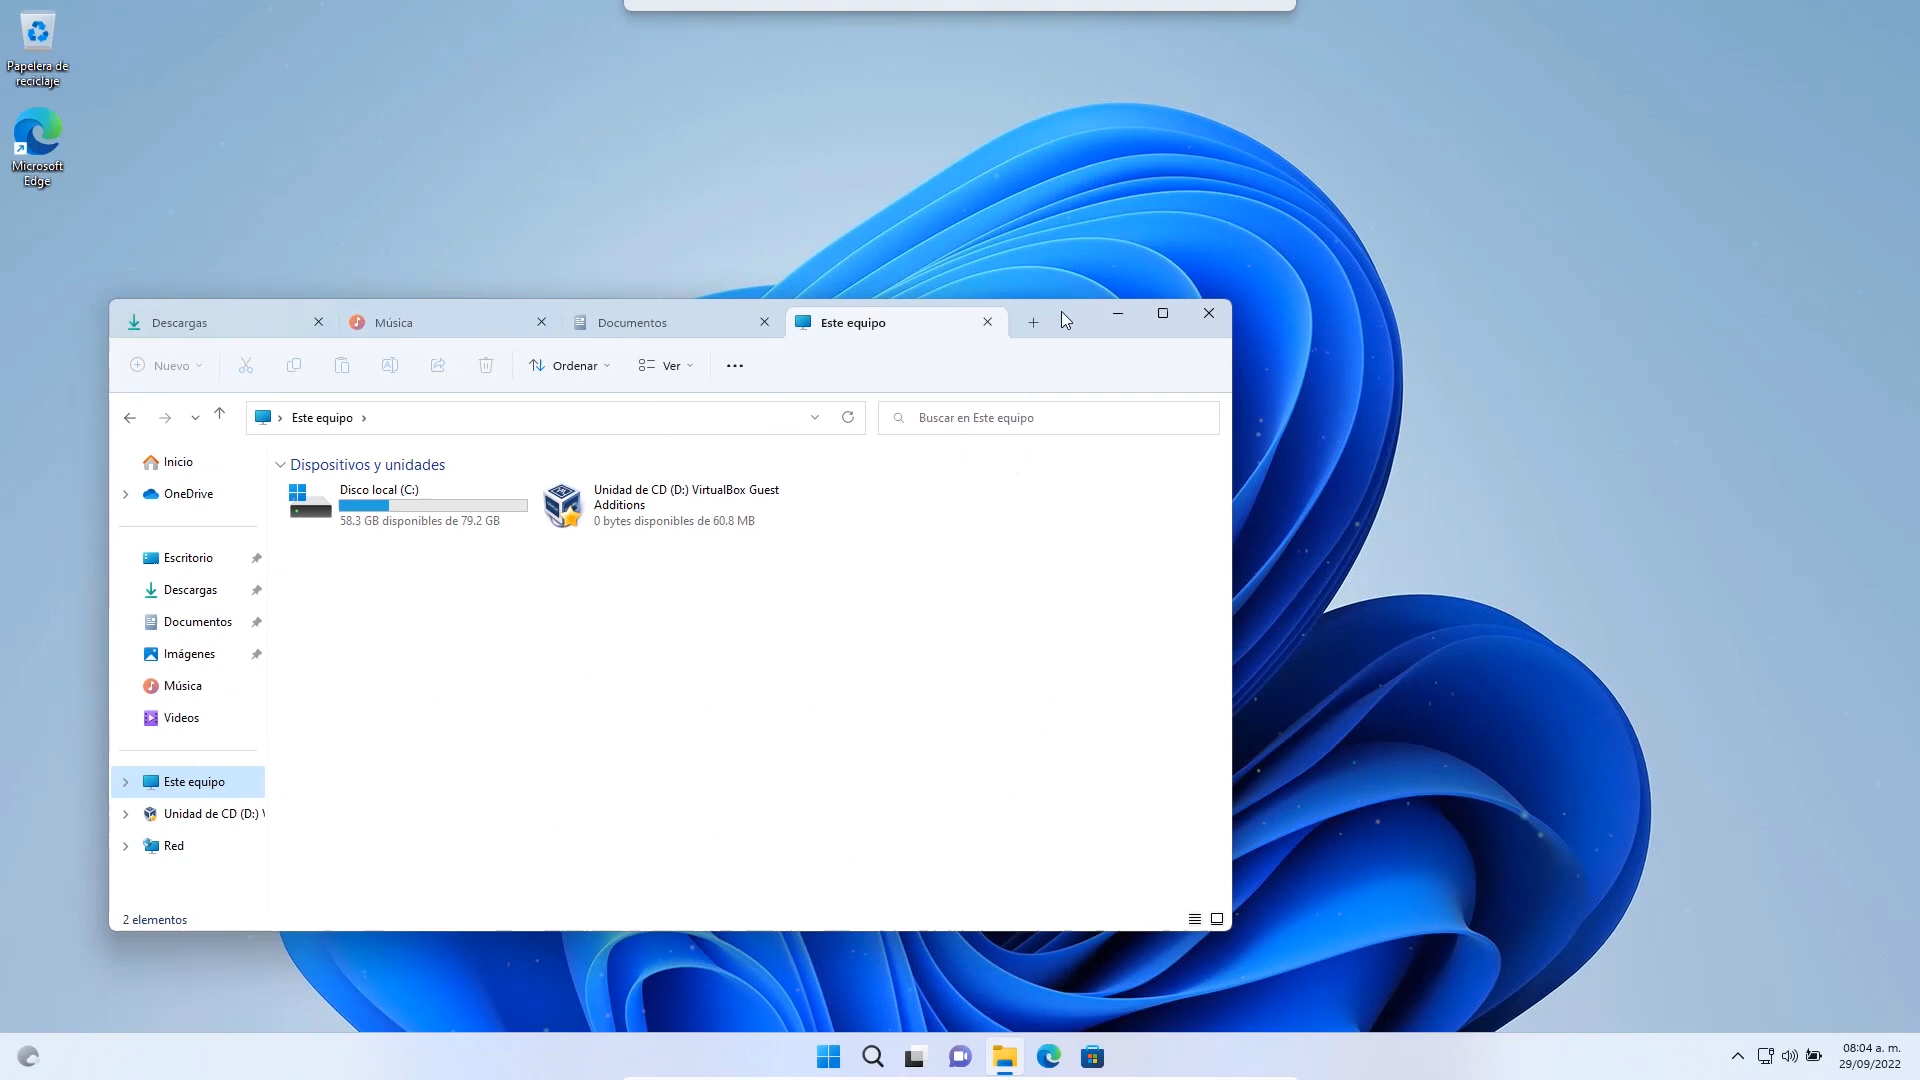 Papelera de
reciclaje
Microsoft
Edge
Descargas
Música
Documentos
Este equipo
Nuevo
Ordenar
Ver
Este equipo
Buscar en Este equipo
Inicio
OneDrive
Escritorio
Descargas
Documentos
Imágenes
Música
Videos
Este equipo
Unidad de CD (D:) V
Red
Dispositivos y unidades
Disco local (C:)
58.3 GB disponibles de 79.2 GB
Unidad de CD (D:) VirtualBox Guest
Additions
0 bytes disponibles de 60.8 MB
2 elementos
08:04 a. m.
29/09/2022